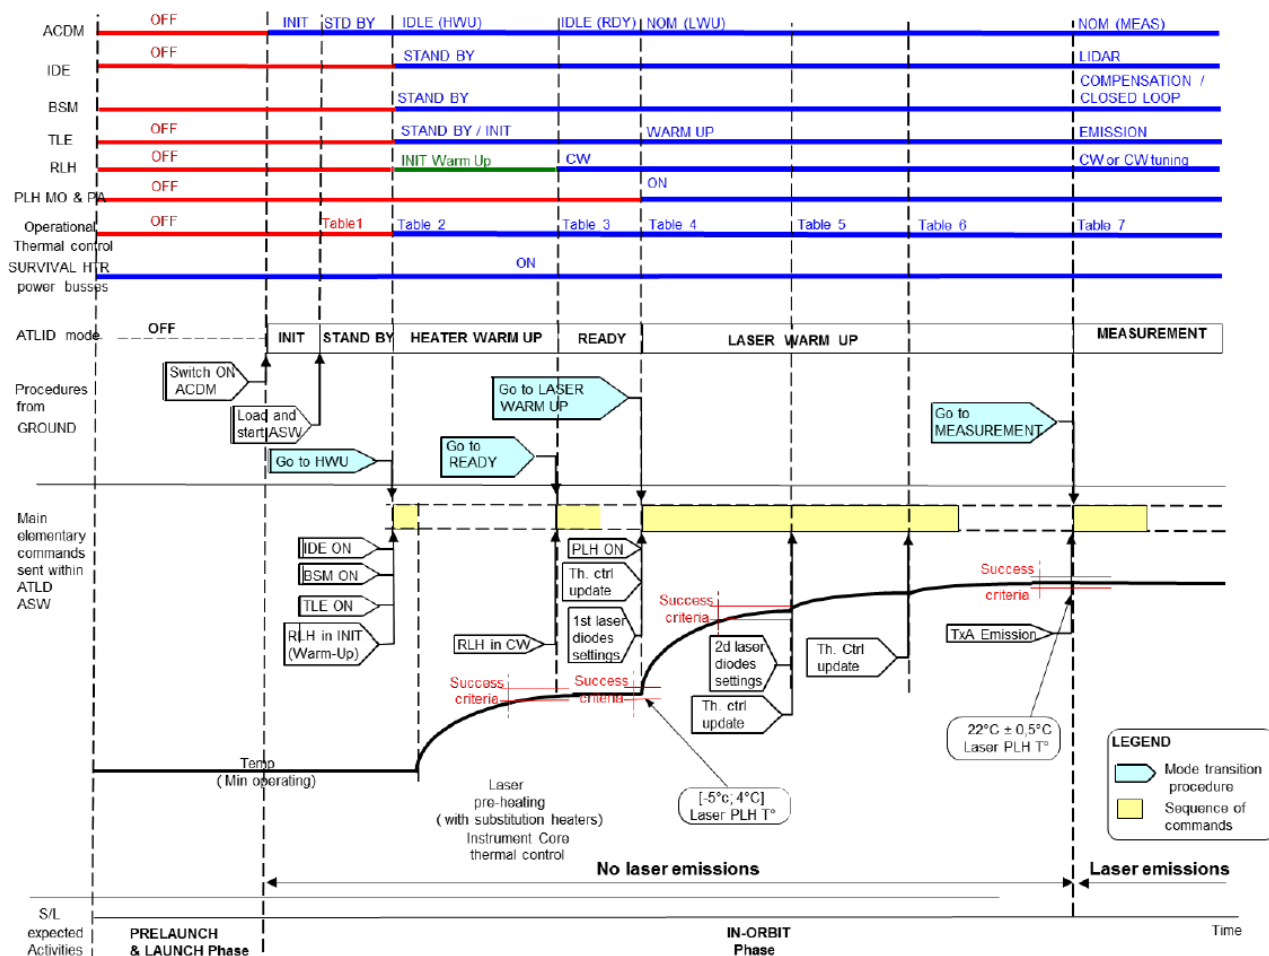 ACDM OFF INIT STD BY IDLE (HWU) IDLE (RDY) NOM (LWU) NOM (MEAS)
IDE OFF STAND BY LIDAR
BSM STAND BY COMPENSATION /
CLOSED LOOP
TLE OFF STAND BY / INIT WARM UP EMISSION
RLH OFF INIT Warm Up CW CW or CW tuning
PLH MO & PA OFF ON
Operational
Thermal control
OFF Table1 Table 2 Table 3 Table 4 Table 5 Table 6 Table 7
SURVIVAL HTR
power busses
ON
ATLID mode OFF INIT STAND BY HEATER WARM UP READY LASER WARM UP MEASUREMENT
Procedures
from
GROUND
Switch ON
ACDM
Load and
start ASW
Go to HWU
Go to
READY
Go to LASER
WARM UP
Go to
MEASUREMENT
Main
elementary
commands
sent within
ATLD
ASW
IDE ON
BSM ON
TLE ON
RLH in INIT
(Warm-Up)
RLH in CW
PLH ON
Th. ctrl
update
1st laser
diodes
settings
Success
criteria
Success
criteria
Success
criteria
2d laser
diodes
settings
Th. ctrl
update
Th. Ctrl
update
Success
criteria
TxA Emission
22°C ± 0,5°C
Laser PLH T°
[-5°c; 4°C]
Laser PLH T°
Temp
( Min operating)
Laser
pre-heating
(with substitution heaters)
Instrument Core
thermal control
LEGEND
Mode transition
procedure
Sequence of
commands
No laser emissions
Laser emissions
S/L
expected
Activities
PRELAUNCH
& LAUNCH Phase
IN-ORBIT
Phase
Time